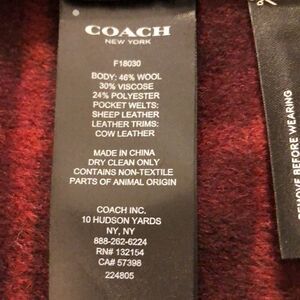 COACH
NEW YORK
F18030
BODY: 46% WOOL
30% VISCOSE
24% POLYESTER
POCKET WELTS:
SHEEP LEATHER
LEATHER TRIMS:
COW LEATHER
MADE IN CHINA
DRY CLEAN ONLY
CONTAINS NON-TEXTILE
PARTS OF ANIMAL ORIGIN
COACH INC.
10 HUDSON YARDS
NY, NY
888-262-6224
RN# 132154
CA# 57398
224805
MOVE BEFORE WEARING